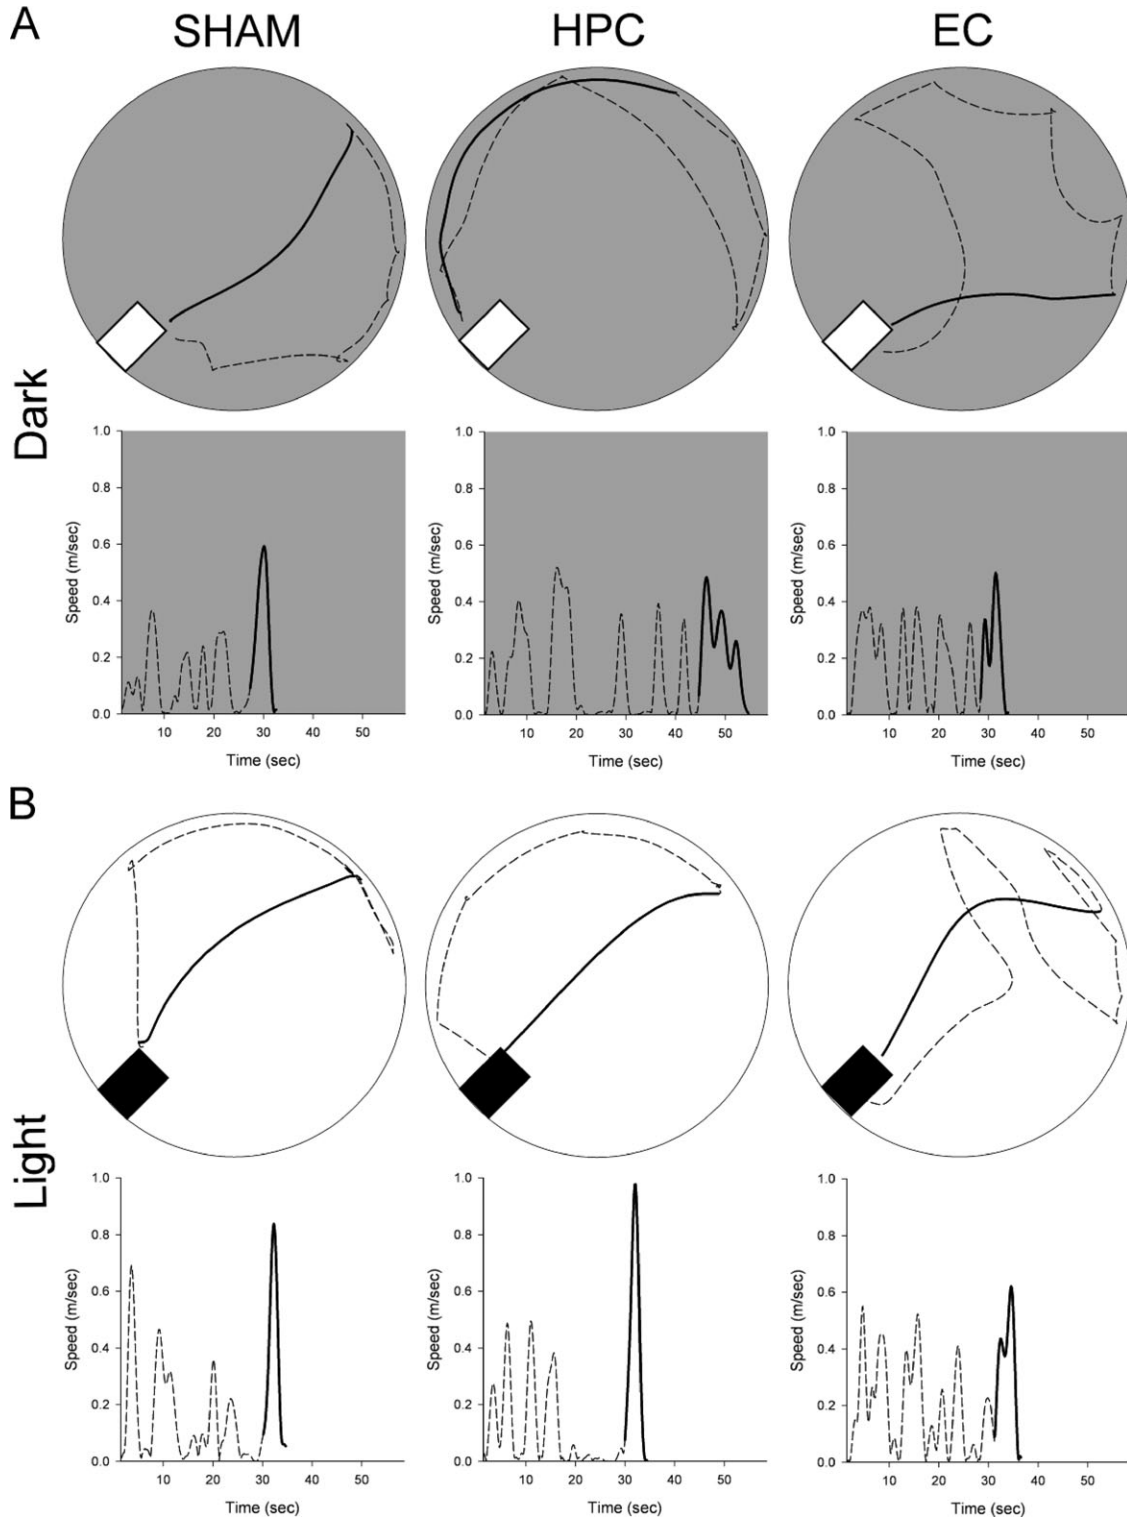 A
SHAM HPC EC
Dark
1.0 1.0 1.0
0.8 0.8 0.8
0.6 0.6 0.6
0.4 0.4 0.4
0.2 0.2 0.2
0.0 0.0 0.0
Speed (m/sec) Speed (m/sec) Speed (m/sec)
10 20 30 40 50 10 20 30 40 50 10 20 30 40 50
Time (sec) Time (sec) Time (sec)
B
Light
1.0 1.0 1.0
0.8 0.8 0.8
0.6 0.6 0.6
0.4 0.4 0.4
0.2 0.2 0.2
0.0 0.0 0.0
Speed (m/sec) Speed (m/sec) Speed (m/sec)
10 20 30 40 50 10 20 30 40 50 10 20 30 40 50
Time (sec) Time (sec) Time (sec)